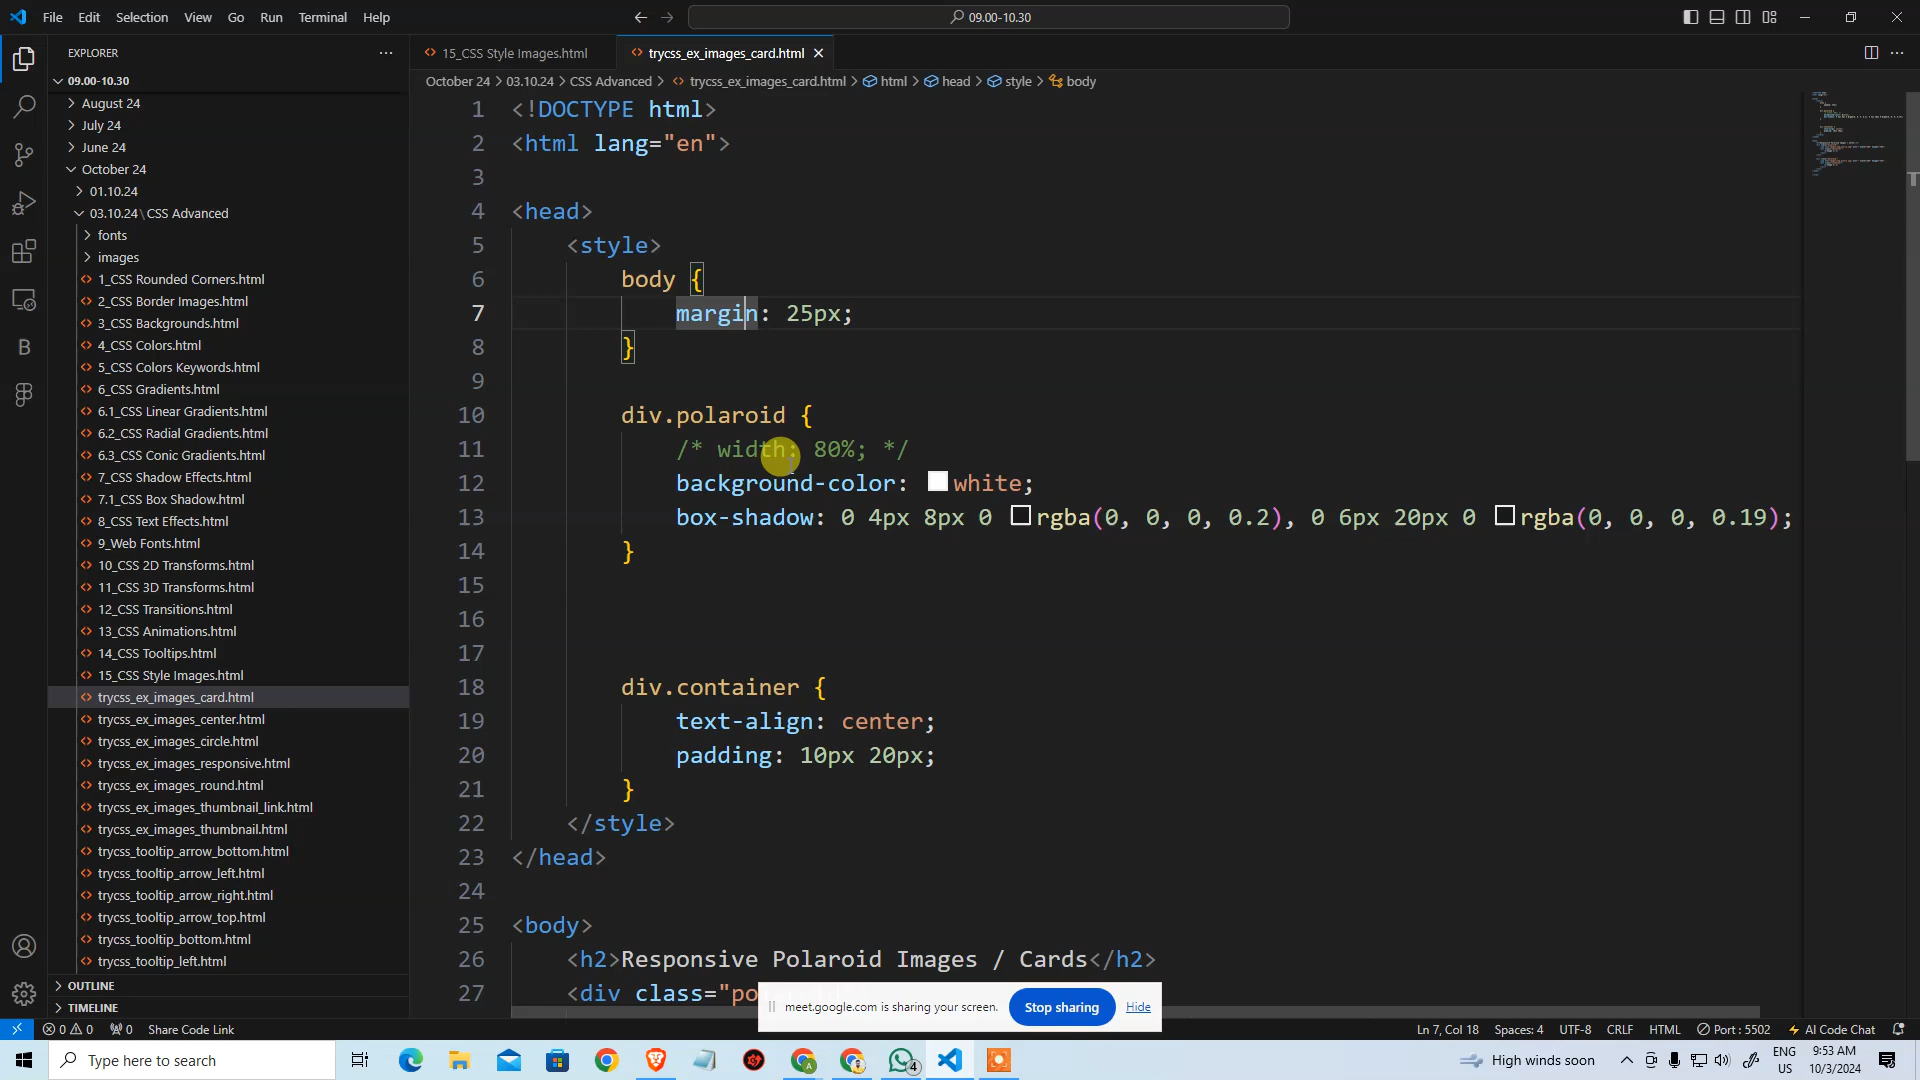 File Edit Selection View Go Run Terminal Help
09.00-10.30
EXPLORER
09.00-10.30
August 24
July 24
June 24
October 24
01.10.24
03.10.24\CSS Advanced
fonts
images
1_CSS Rounded Corners.html
2_CSS Border Images.html
3_CSS Backgrounds.html
4_CSS Colors.html
5_CSS Colors Keywords.html
6_CSS Gradients.html
6.1_CSS Linear Gradients.html
6.2_CSS Radial Gradients.html
6.3_CSS Conic Gradients.html
7_CSS Shadow Effects.html
7.1_CSS Box Shadow.html
8_CSS Text Effects.html
9_Web Fonts.html
10_CSS 2D Transforms.html
11_CSS 3D Transforms.html
12_CSS Transitions.html
13_CSS Animations.html
14_CSS Tooltips.html
15_CSS Style Images.html
trycss_ex_images_card.html
trycss_ex_images_center.html
trycss_ex_images_circle.html
trycss_ex_images_responsive.html
trycss_ex_images_round.html
trycss_ex_images_thumbnail_link.html
trycss_ex_images_thumbnail.html
trycss_tooltip_arrow_bottom.html
trycss_tooltip_arrow_left.html
trycss_tooltip_arrow_right.html
trycss_tooltip_arrow_top.html
trycss_tooltip_bottom.html
trycss_tooltip_left.html
OUTLINE
TIMELINE
15_CSS Style Images.html trycss_ex_images_card.html
October 24 > 03.10.24 > CSS Advanced > trycss_ex_images_card.html > html > head > style > body
1 <!DOCTYPE html>
2 <html lang="en">
3
4 <head>
5 <style>
6 body {
7 margin: 25px;
8 }
9
10 div.polaroid {
11 /* width: 80%; */
12 background-color: white;
13 box-shadow: 0 4px 8px 0 rgba(0, 0, 0, 0.2), 0 6px 20px 0 rgba(0, 0, 0, 0.19);
14 }
15
16
17
18 div.container {
19 text-align: center;
20 padding: 10px 20px;
21 }
22 </style>
23 </head>
24
25 <body>
26 <h2>Responsive Polaroid Images / Cards</h2>
27 <div class="po
meet.google.com is sharing your screen. Stop sharing Hide
0 0 0 Share Code Link Ln 7, Col 18 Spaces: 4 UTF-8 CRLF HTML Port : 5502 AI Code Chat
Type here to search 4 High winds soon ENG US 9:53 AM 10/3/2024